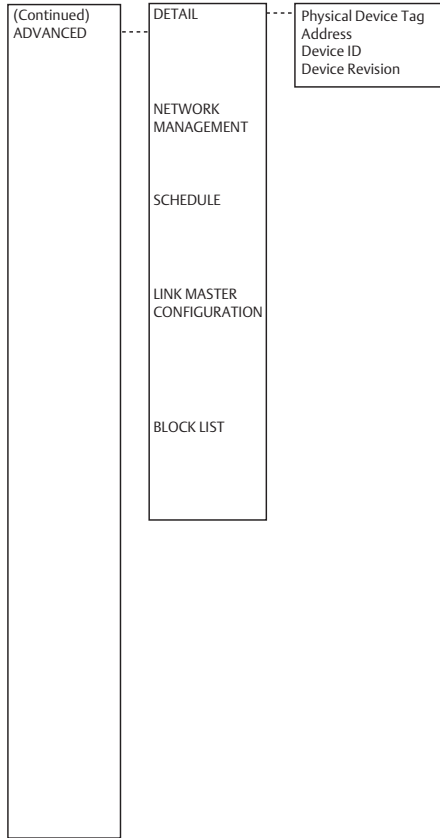 (Continued)
ADVANCED
DETAIL
NETWORK
MANAGEMENT
SCHEDULE
LINK MASTER
CONFIGURATION
BLOCK LIST
Physical Device Tag
Address
Device ID
Device Revision